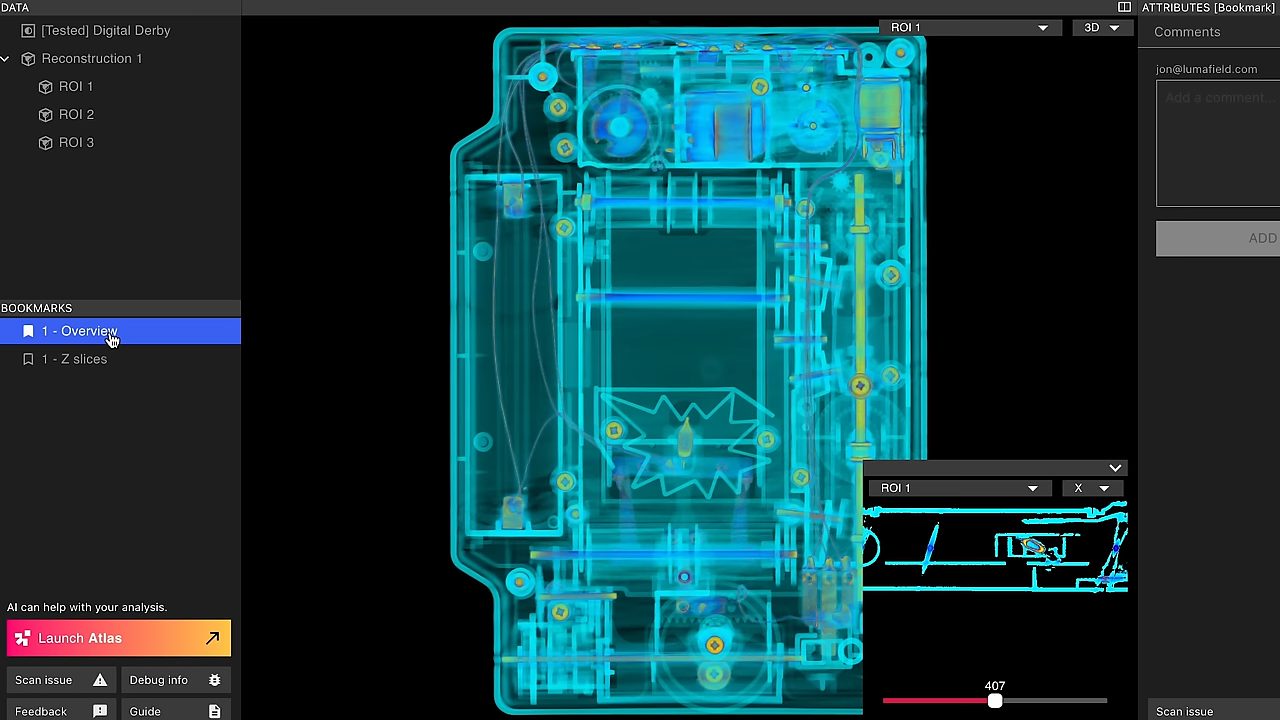 DATA
[Tested] Digital Derby
Reconstruction 1
ROI 1
ROI 2
ROI 3
BOOKMARKS
1 - Overview
1 - Z slices
AI can help with your analysis.
Launch Atlas
Scan issue
Debug info
Feedback
Guide
ROI 1
3D
ROI 1
X
407
ATTRIBUTES [Bookmark]
Comments
jon@lumafield.com
Add a comment...
ADD
Scan issue